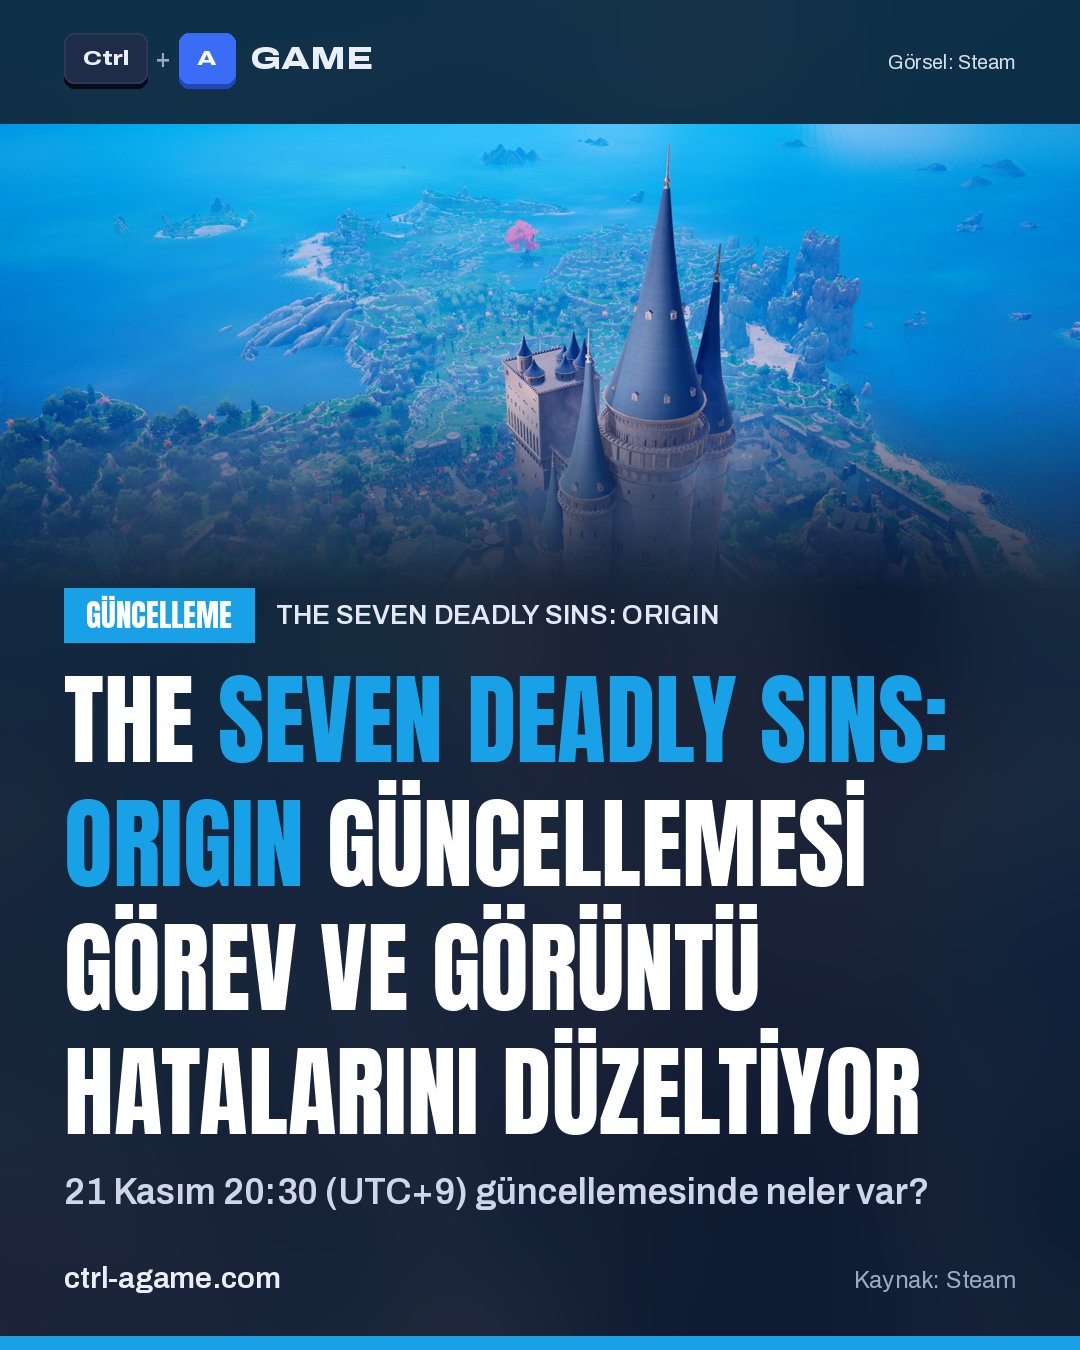 Ctrl + A GAME
Görsel: Steam
GÜNCELLEME THE SEVEN DEADLY SINS: ORIGIN
THE SEVEN DEADLY SINS:
ORIGIN GÜNCELLEMESİ
GÖREV VE GÖRÜNTÜ
HATALARINI DÜZELTİYOR
21 Kasım 20:30 (UTC+9) güncellemesinde neler var?
ctrl-agame.com
Kaynak: Steam